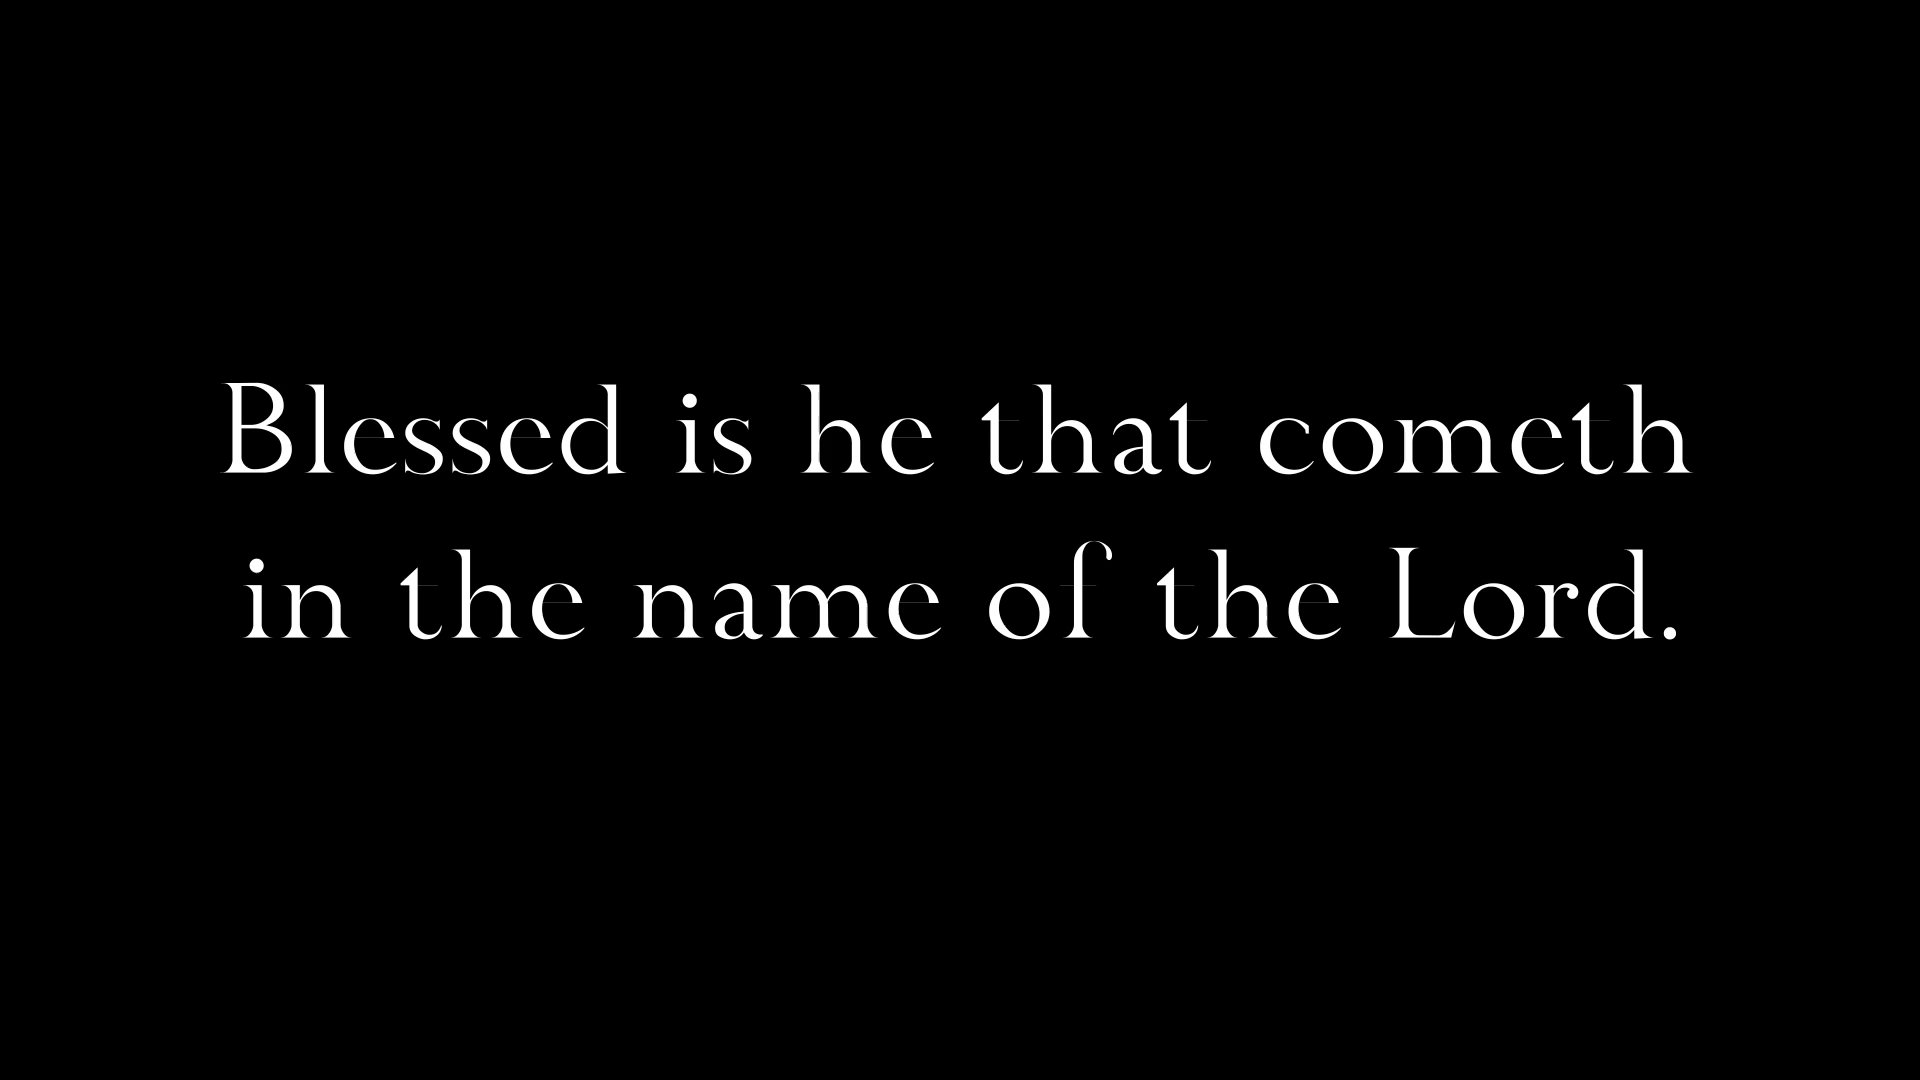 Blessed is he that cometh
in the name of the Lord.